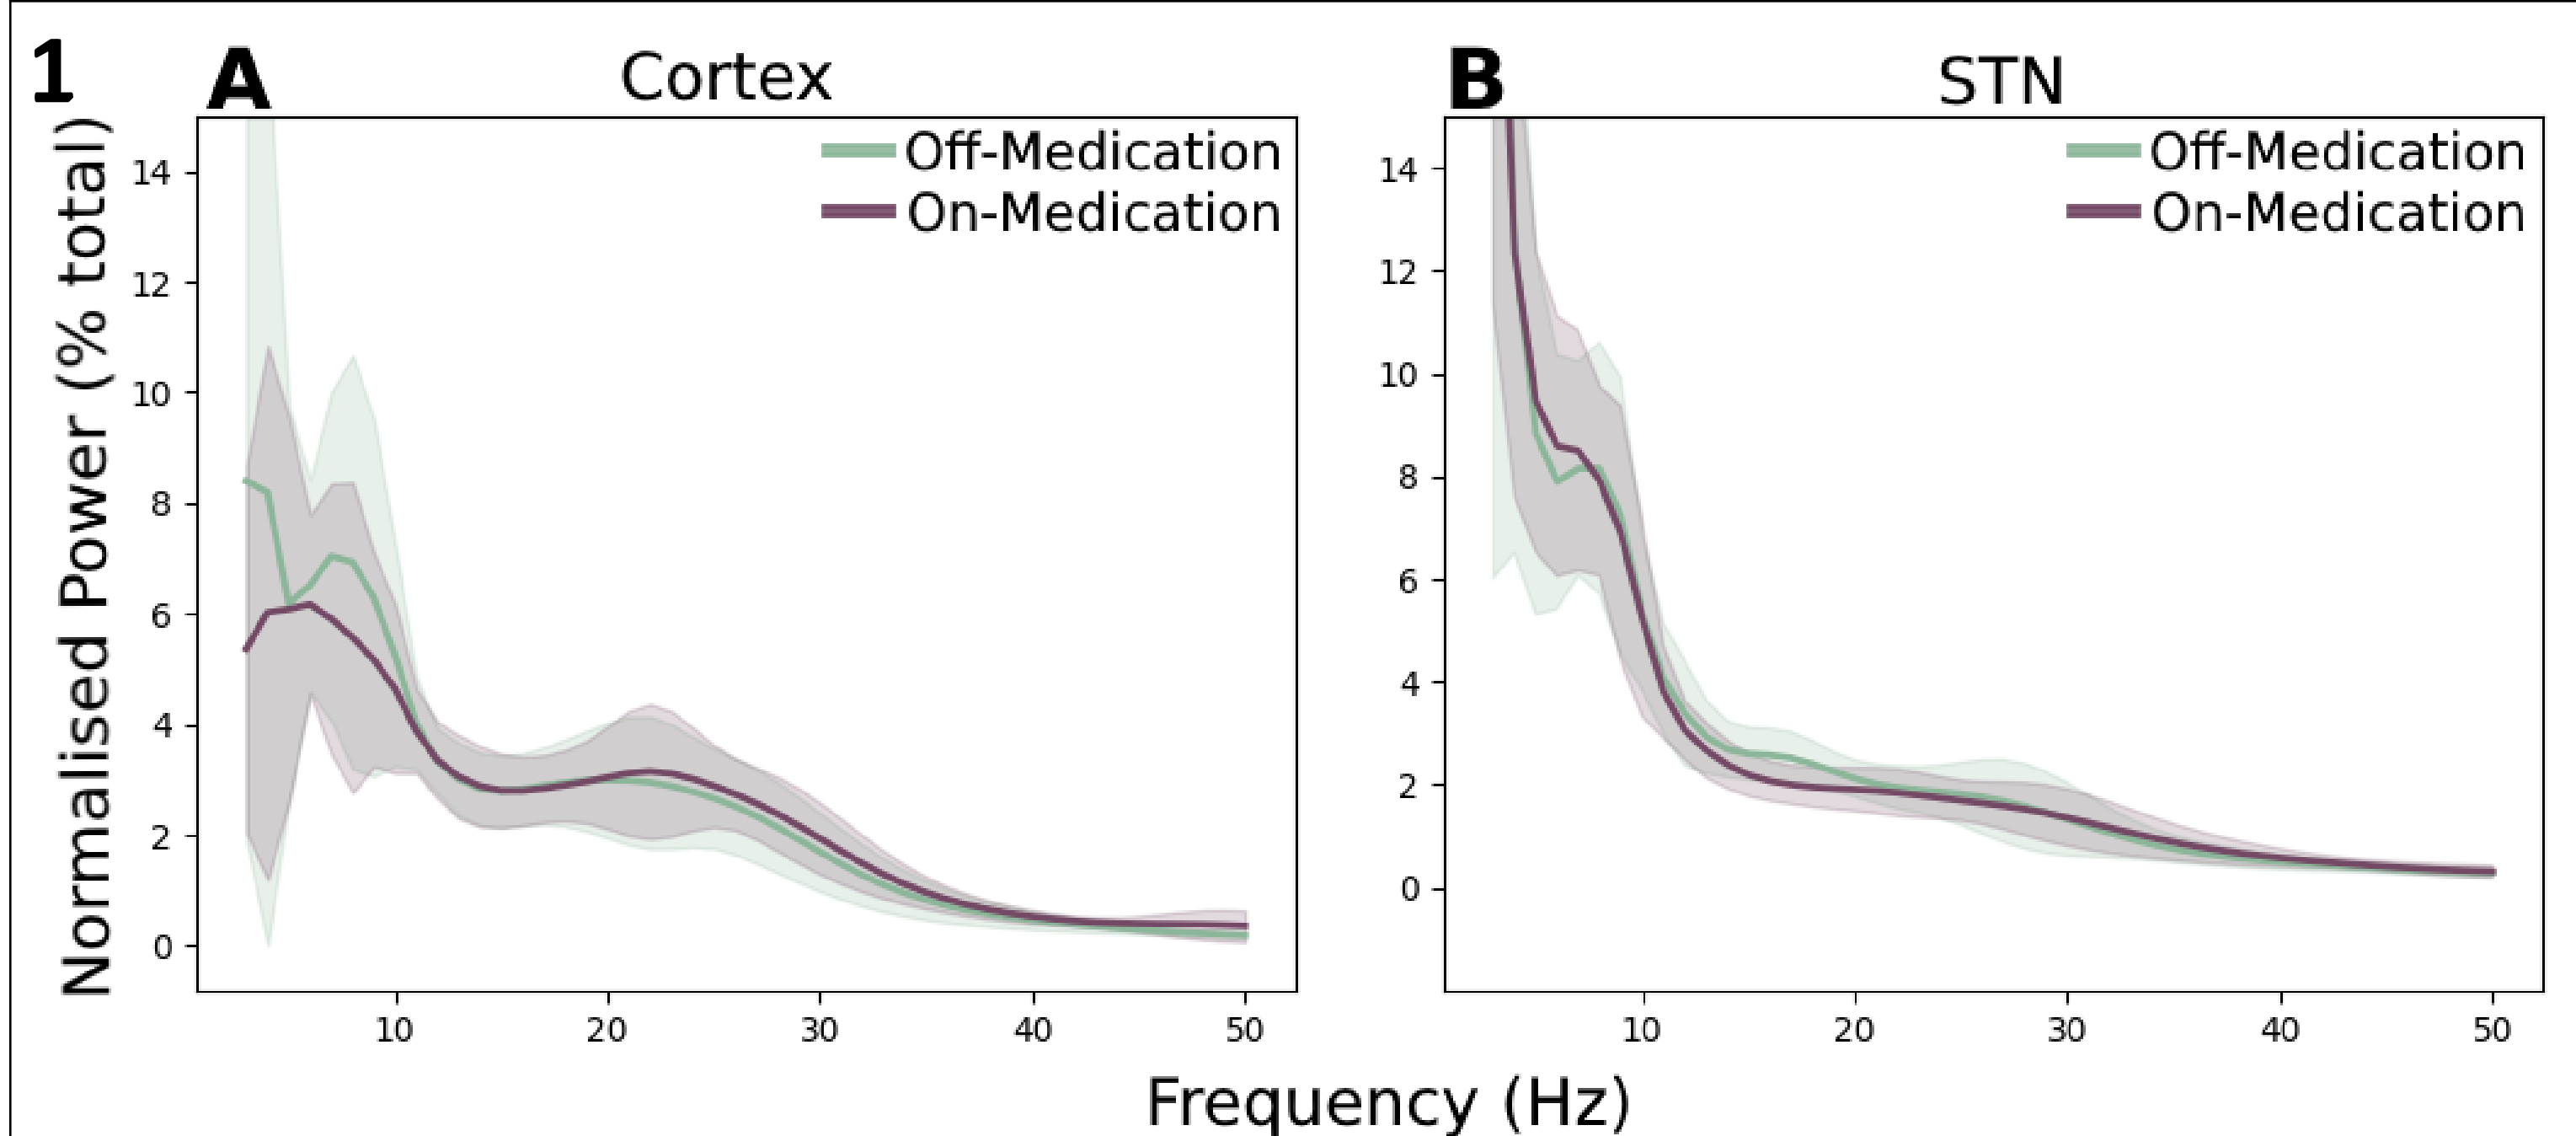 1
A
Cortex
Normalised Power (% total)
14
12
10
8
6
4
2
0
Off-Medication
On-Medication
10 20 30 40 50
B
STN
14
12
10
8
6
4
2
0
Off-Medication
On-Medication
10 20 30 40 50
Frequency (Hz)